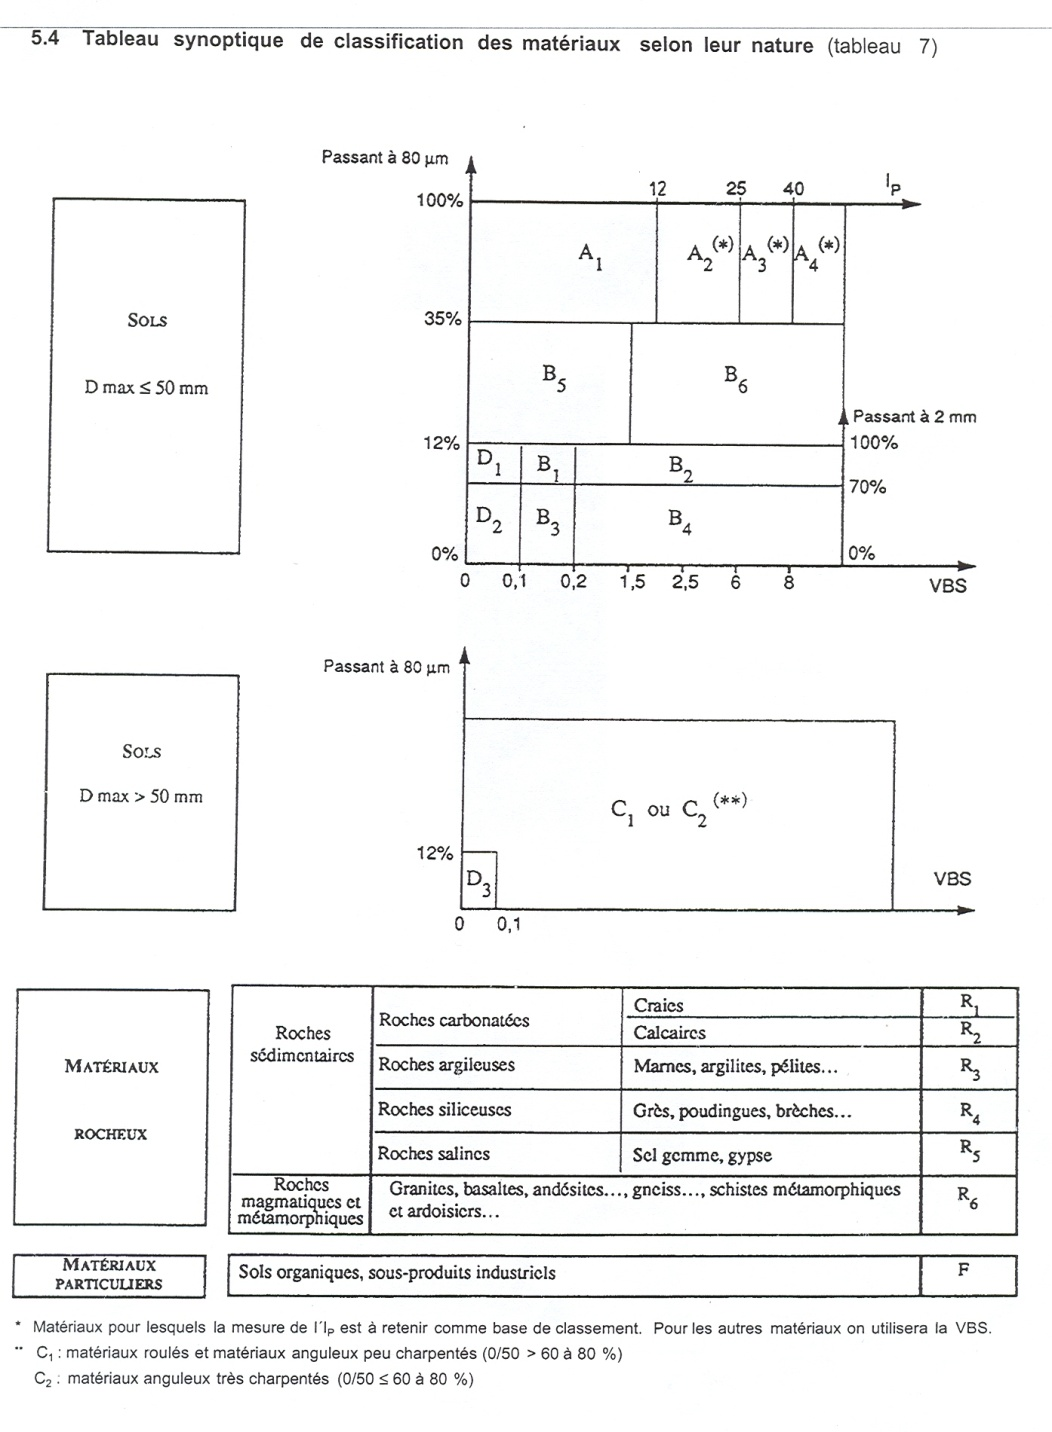 5.4 Tableau synoptique de classification des matériaux selon leur nature (tableau 7)
Passant à 80 µm
12 25 40 I_P
100%
A1 A2(*) A3(*) A4(*)
SOLS
D max ≤ 50 mm
35%
B5 B6
Passant à 2 mm
12% 100%
D1 B1 B2
70%
D2 B3 B4
0% 0%
0 0,1 0,2 1,5 2,5 6 8 VBS
Passant à 80 µm
SOLS
D max > 50 mm
C1 ou C2 (**)
12%
D3
VBS
0 0,1
MATÉRIAUX
ROCHEUX
Roches
sédimentaires
Roches carbonatées
Craies R1
Calcaires R2
Roches argileuses Marnes, argilites, pélites... R3
Roches siliceuses Grès, poudingues, brèches... R4
Roches salines Sel gemme, gypse R5
Roches
magmatiques et
métamorphiques
Granites, basaltes, andésites..., gneiss..., schistes métamorphiques
et ardoisiers...
R6
MATÉRIAUX
PARTICULIERS
Sols organiques, sous-produits industriels F
* Matériaux pour lesquels la mesure de l'IP est à retenir comme base de classement. Pour les autres matériaux on utilisera la VBS.
** C1 : matériaux roulés et matériaux anguleux peu charpentés (0/50 > 60 à 80 %)
C2 : matériaux anguleux très charpentés (0/50 ≤ 60 à 80 %)